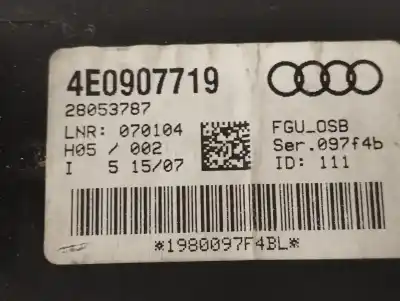 4E0907719
28053787
LNR: 070104
FGU_OSB
H05 / 002
Ser.097f4b
I 5 15/07
ID: 111
*1980097F4BL*